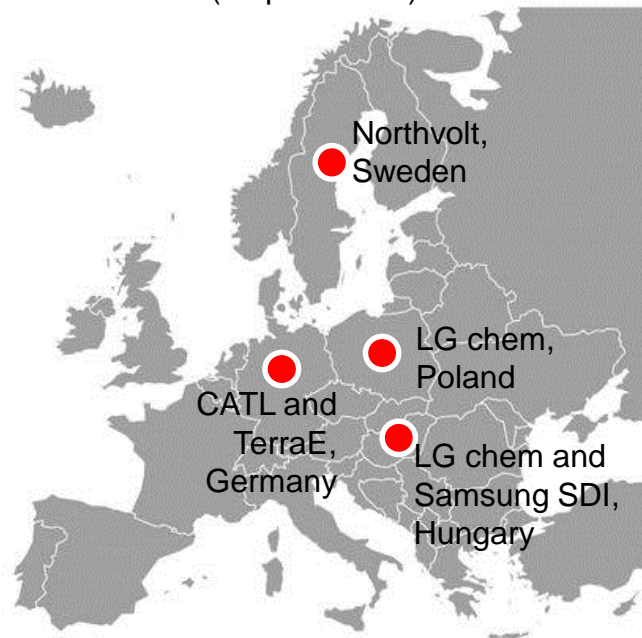 Northvolt,
Sweden
LG chem,
Poland
CATL and
TerraE,
Germany
LG chem and
Samsung SDI,
Hungary